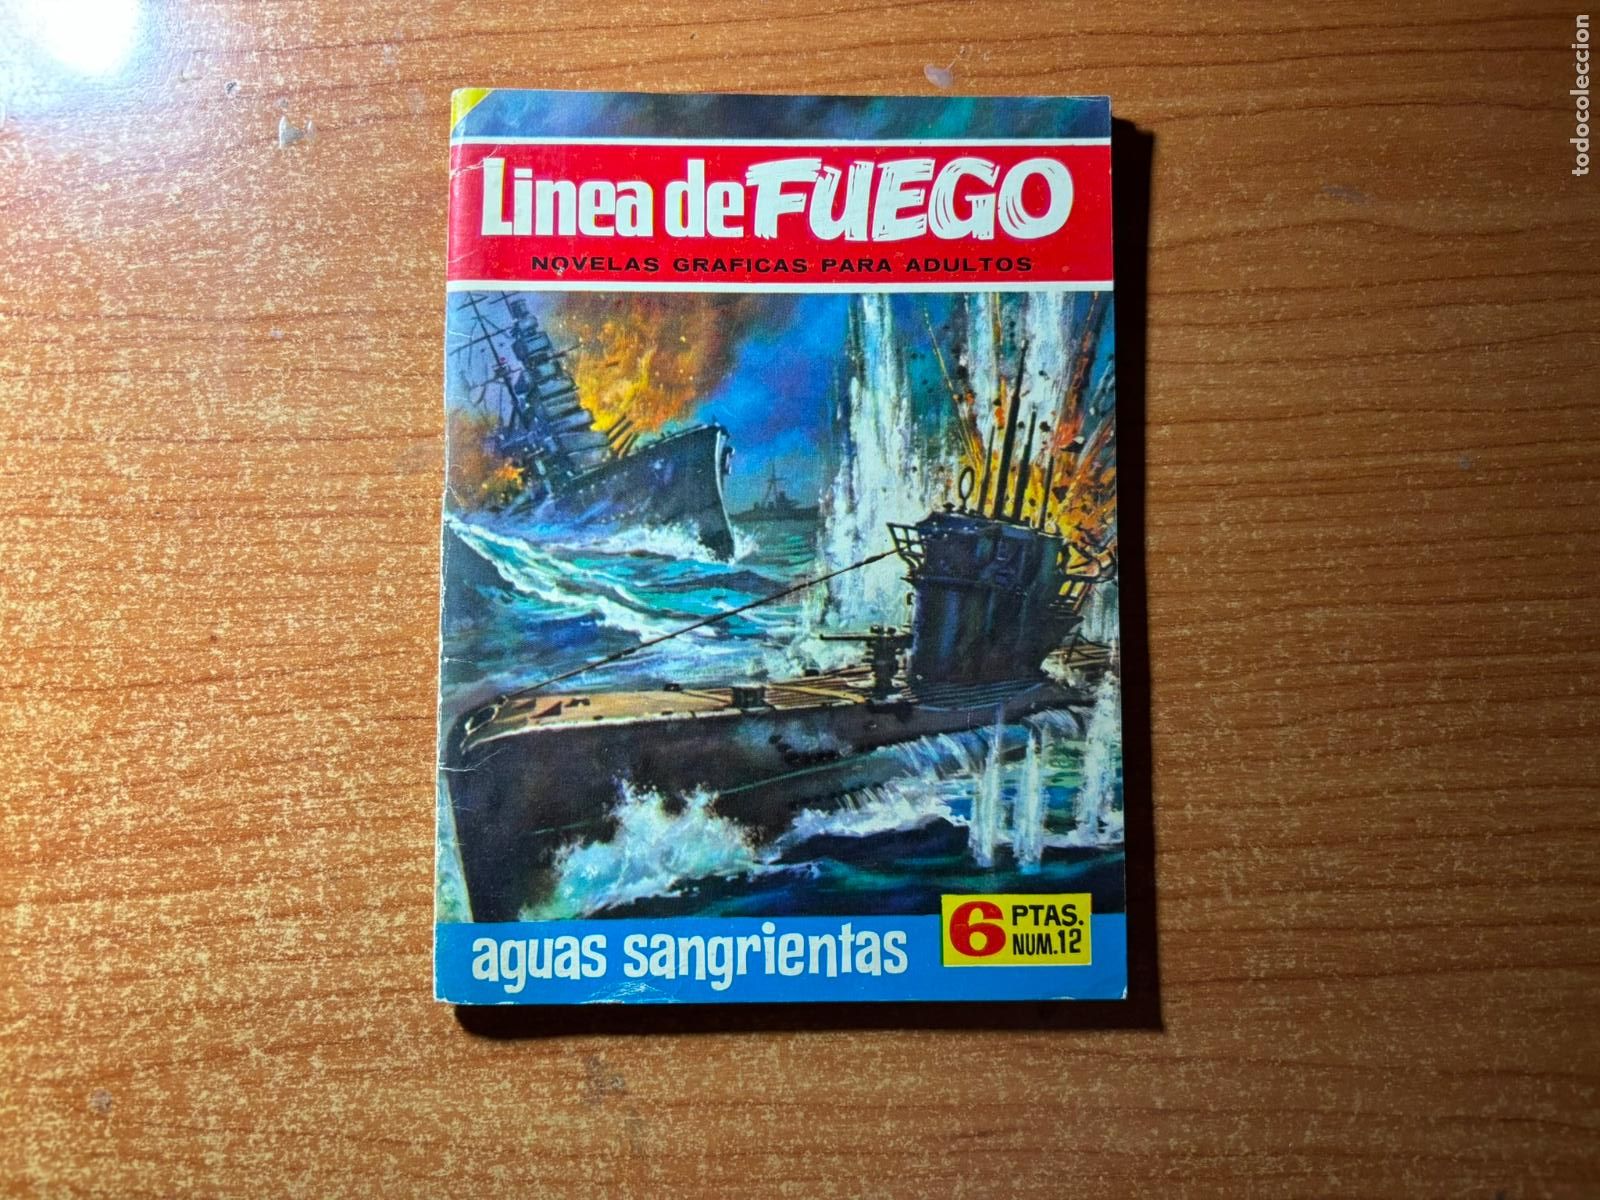 Linea de FUEGO
NOVELAS GRAFICAS PARA ADULTOS
aguas sangrientas
6 PTAS.
NUM.12
todocoleccion